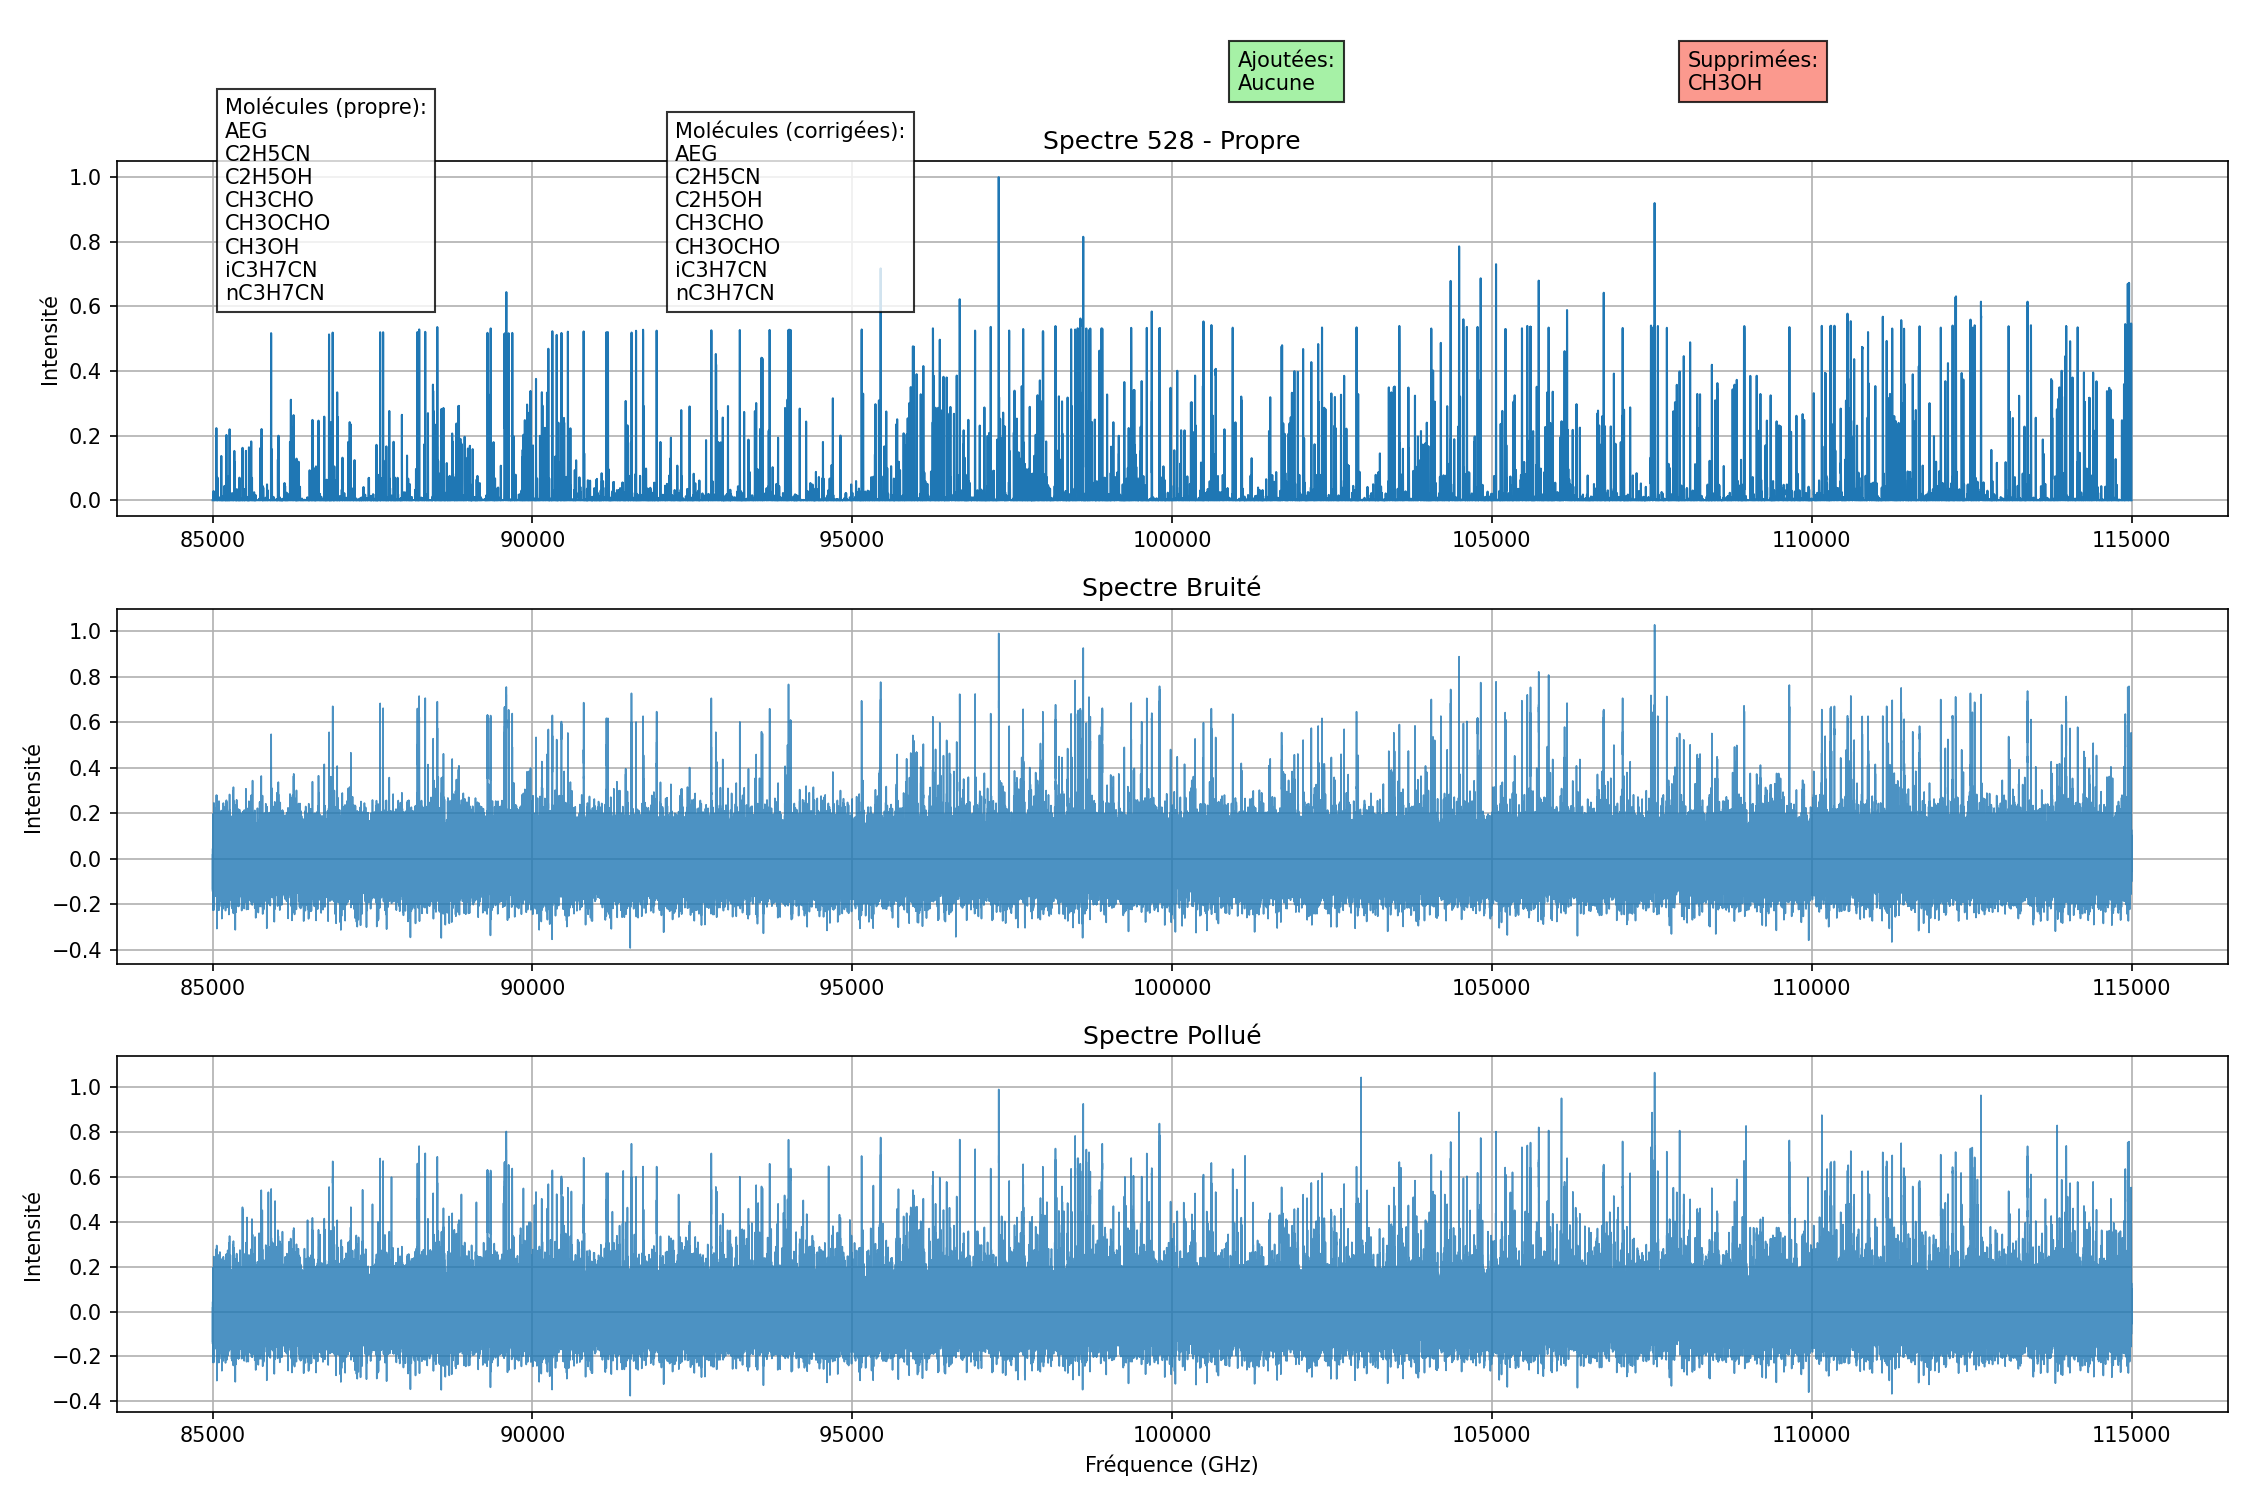 Ajoutées:
Aucune
Supprimées:
CH3OH
Molécules (propre):
AEG
C2H5CN
C2H5OH
CH3CHO
CH3OCHO
CH3OH
iC3H7CN
nC3H7CN
Molécules (corrigées):
AEG
C2H5CN
C2H5OH
CH3CHO
CH3OCHO
iC3H7CN
nC3H7CN
Spectre 528 - Propre
Intensité
1.0
0.8
0.6
0.4
0.2
0.0
85000 90000 95000 100000 105000 110000 115000
Spectre Bruité
Intensité
1.0
0.8
0.6
0.4
0.2
0.0
−0.2
−0.4
85000 90000 95000 100000 105000 110000 115000
Spectre Pollué
Intensité
1.0
0.8
0.6
0.4
0.2
0.0
−0.2
−0.4
85000 90000 95000 100000 105000 110000 115000
Fréquence (GHz)